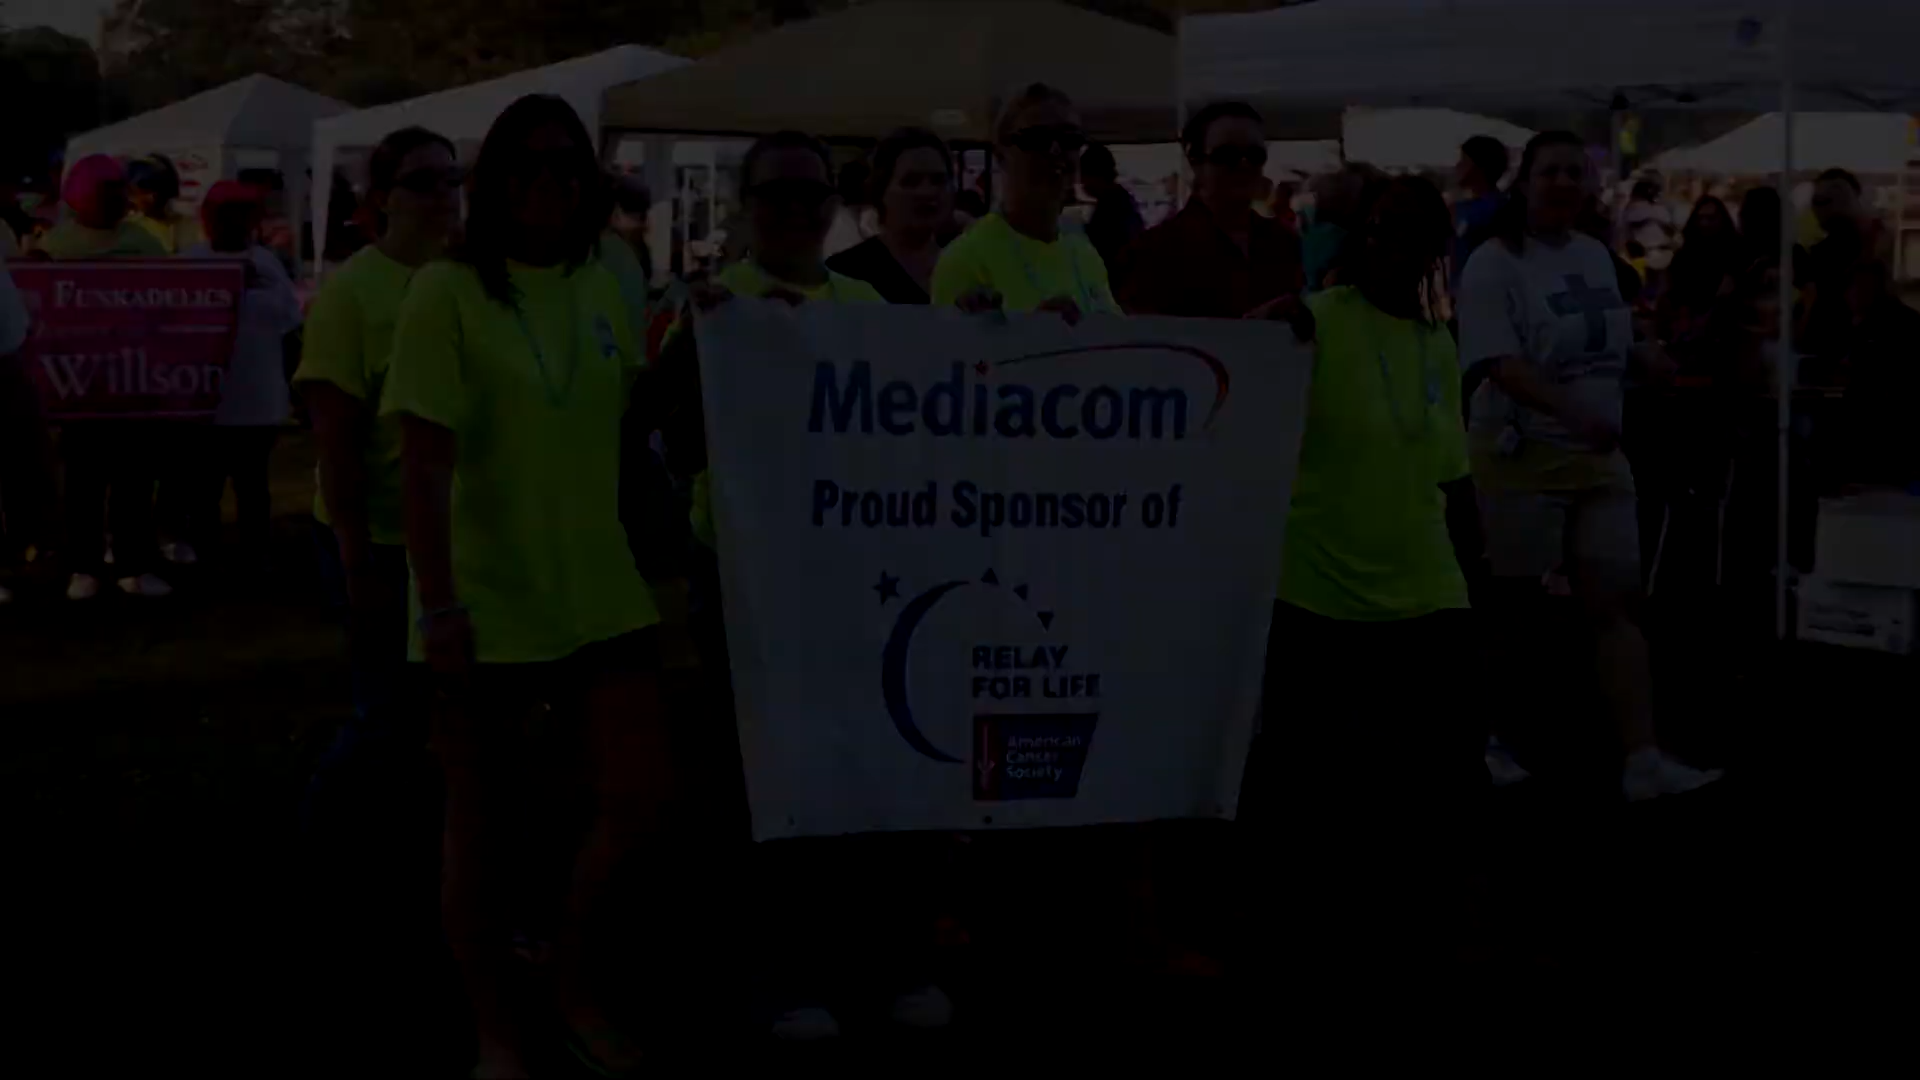 Funkadelics
Willson
Mediacom
Proud Sponsor of
RELAY
FOR LIFE
American
Cancer
Society